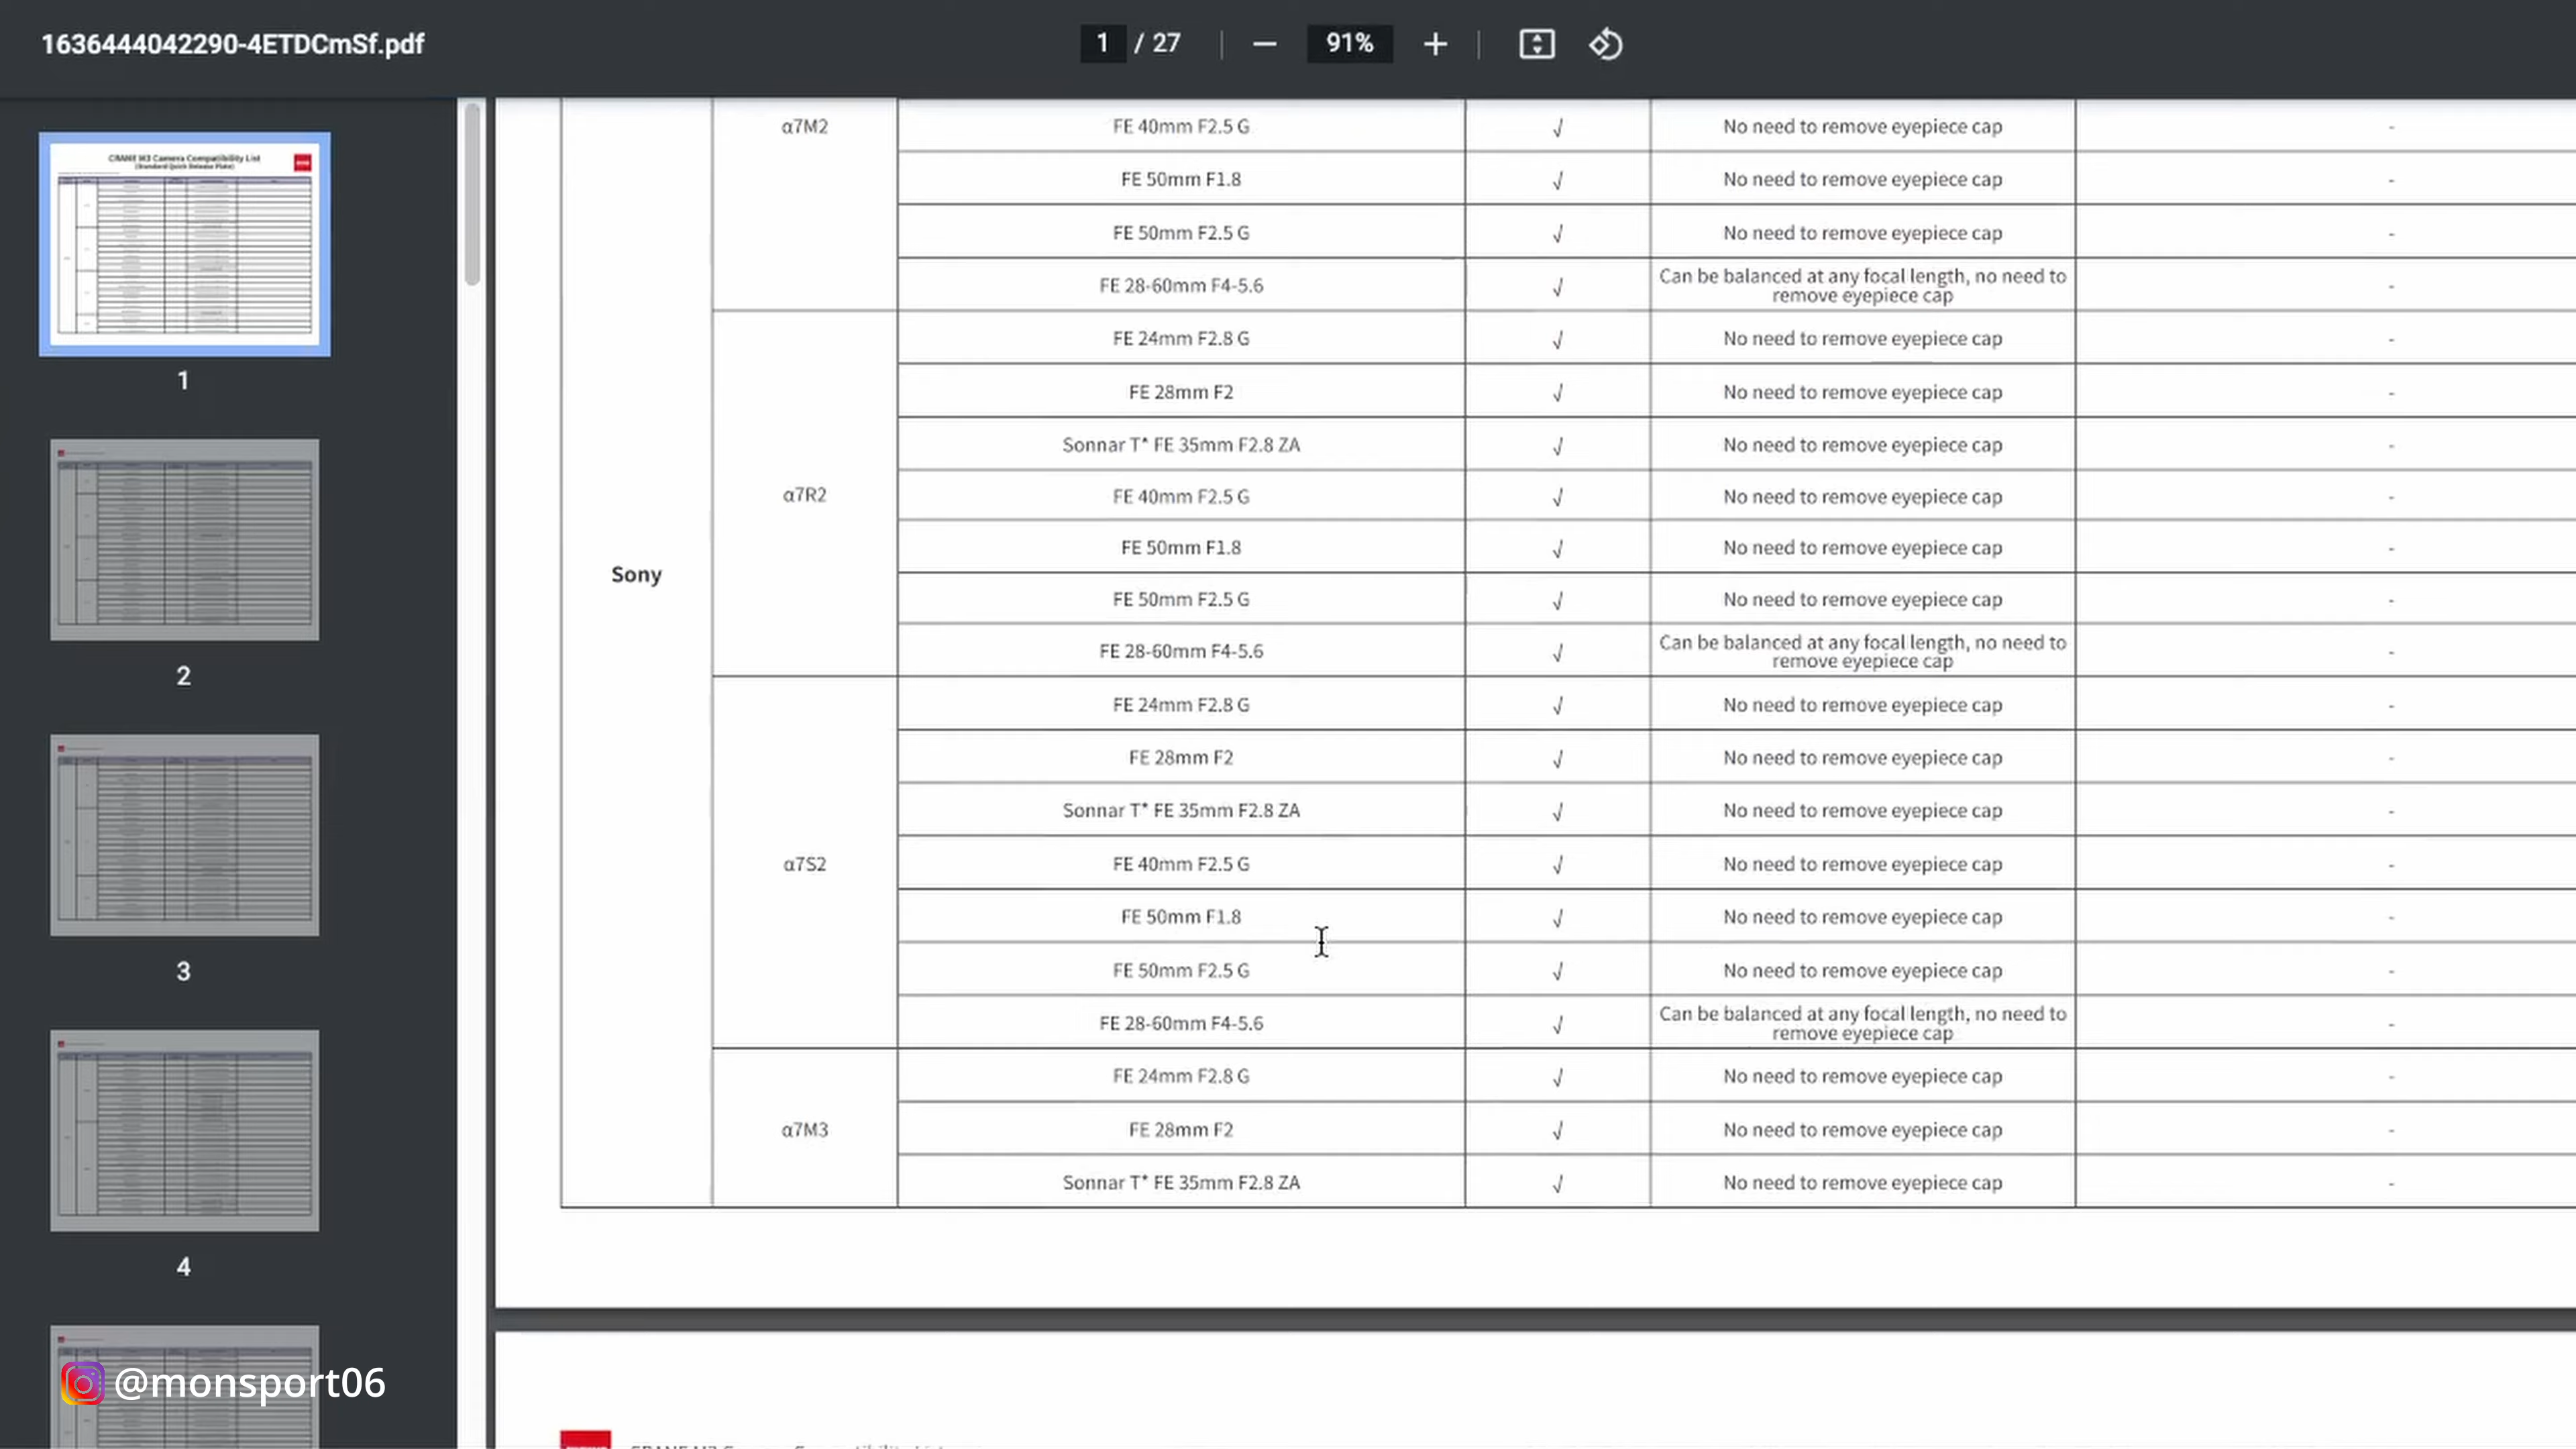 1636444042290-4ETDCmSf.pdf
1 / 27
91%
CRANE M3 Camera Compatibility List
(Standard Quick Release Plate)
1
2
3
4
@monsport06
Sony
α7M2
FE 40mm F2.5 G √ No need to remove eyepiece cap -
FE 50mm F1.8 √ No need to remove eyepiece cap -
FE 50mm F2.5 G √ No need to remove eyepiece cap -
FE 28-60mm F4-5.6 √ Can be balanced at any focal length, no need to
remove eyepiece cap -
α7R2
FE 24mm F2.8 G √ No need to remove eyepiece cap -
FE 28mm F2 √ No need to remove eyepiece cap -
Sonnar T* FE 35mm F2.8 ZA √ No need to remove eyepiece cap -
FE 40mm F2.5 G √ No need to remove eyepiece cap -
FE 50mm F1.8 √ No need to remove eyepiece cap -
FE 50mm F2.5 G √ No need to remove eyepiece cap -
FE 28-60mm F4-5.6 √ Can be balanced at any focal length, no need to
remove eyepiece cap -
α7S2
FE 24mm F2.8 G √ No need to remove eyepiece cap -
FE 28mm F2 √ No need to remove eyepiece cap -
Sonnar T* FE 35mm F2.8 ZA √ No need to remove eyepiece cap -
FE 40mm F2.5 G √ No need to remove eyepiece cap -
FE 50mm F1.8 √ No need to remove eyepiece cap -
FE 50mm F2.5 G √ No need to remove eyepiece cap -
FE 28-60mm F4-5.6 √ Can be balanced at any focal length, no need to
remove eyepiece cap -
α7M3
FE 24mm F2.8 G √ No need to remove eyepiece cap -
FE 28mm F2 √ No need to remove eyepiece cap -
Sonnar T* FE 35mm F2.8 ZA √ No need to remove eyepiece cap -